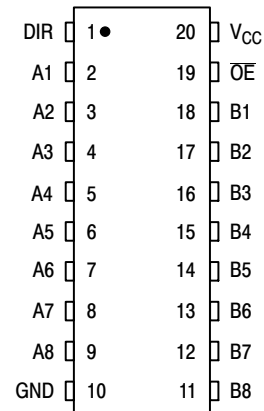 DIR 1 20 V_CC
A1 2 19 O̅E̅
A2 3 18 B1
A3 4 17 B2
A4 5 16 B3
A5 6 15 B4
A6 7 14 B5
A7 8 13 B6
A8 9 12 B7
GND 10 11 B8